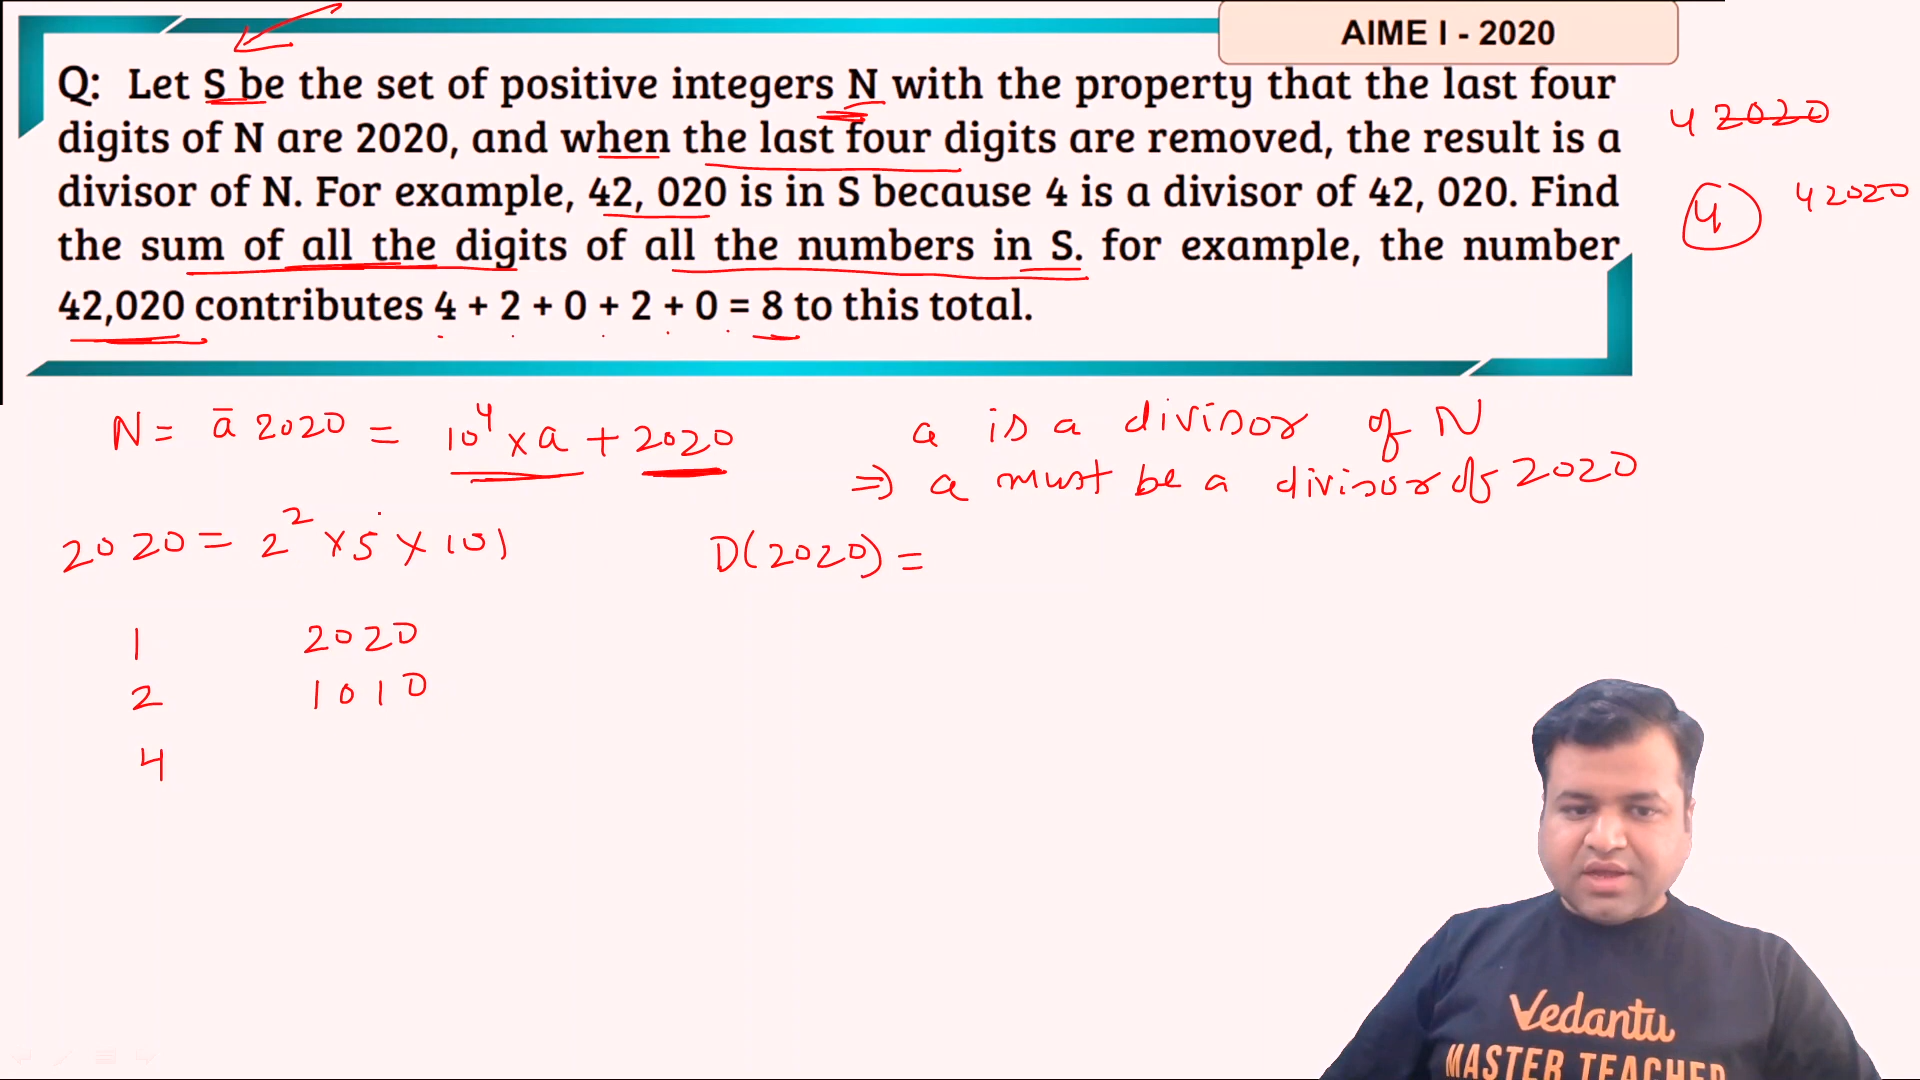 AIME I - 2020
Q: Let S be the set of positive integers N with the property that the last four
digits of N are 2020, and when the last four digits are removed, the result is a
divisor of N. For example, 42, 020 is in S because 4 is a divisor of 42, 020. Find
the sum of all the digits of all the numbers in S. for example, the number
42,020 contributes 4 + 2 + 0 + 2 + 0 = 8 to this total.
4 2020
4 42020
N = a̅ 2020 = 10⁴ × a + 2020
a is a divisor of N
⇒ a must be a divisor of 2020
2020 = 2² × 5 × 101
D(2020) =
1 2020
2 1010
4
Vedantu
MASTER TEACHER